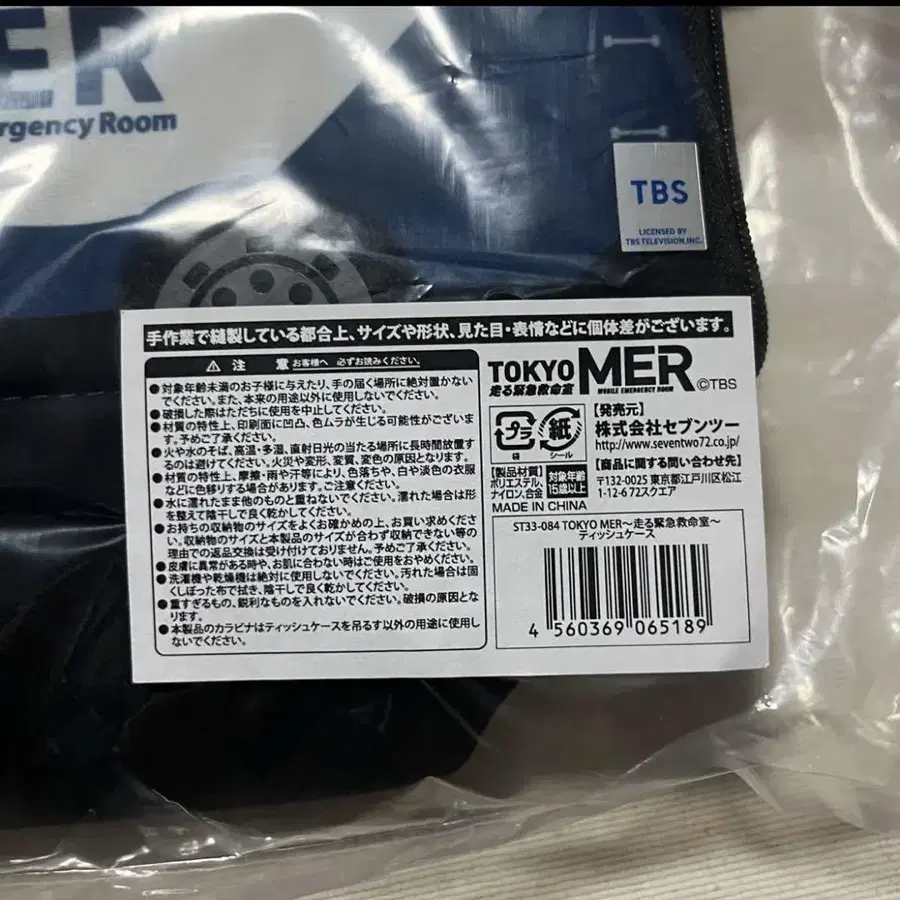 ER
rgency Room
TBS
LICENSED BY
TBS TELEVISION,INC.
手作業で縫製している都合上、サイズや形状、見た目・表情などに個体差がございます。
注意 お客様へ 必ずお読みください。
●対象年齢未満のお子様に与えたり、手の届く場所に絶対置かない
でください。また、本来の用途以外に使用しないでください。
●破損した際はただちに使用を中止してください。
●材質の特性上、印刷面に凹凸、色ムラが生じる可能性がございま
す。予めご了承ください。
●火や水のそば、高温・多湿、直射日光の当たる場所に長時間放置す
るのは避けてください。火災や変形、変質、変色の原因となります。
●材質の特性上、摩擦・雨や汗等により、色落ちや、白や淡色の衣服
などに色移りする場合があります。ご注意ください。
●水に濡れたまま他のものと重ねないでください。濡れた場合は形
を整えて陰干しで良く乾かしてください。
●お持ちの収納物のサイズをよくお確かめの上、お買い求めくださ
い。収納物のサイズと本製品のサイズが合わず収納できない等の
理由での返品交換は受け付けておりません。予めご了承ください。
●皮膚に異常がある時や、お肌に合わない時はご使用をおやめください。
●洗濯機や乾燥機は絶対に使用しないでください。汚れた場合は固
くしぼった布で拭き、陰干しで良く乾かしてください。
●重すぎるもの、鋭利なものを入れないでください。破損の原因とな
ります。
●本製品のカラビナはティッシュケースを吊るす以外の用途に使用し
ないでください。
TOKYO MER
走る緊急救命室 MOBILE EMERGENCY ROOM ©TBS
プラ 紙
袋 シール
【発売元】
株式会社セブンツー
http://www.seventwo72.co.jp/
【製品材質】
ポリエステル、
ナイロン、合金
対象年齢
15歳以上
【商品に関する問い合わせ先】
〒132-0025 東京都江戸川区松江
1-12-6 72スクエア
MADE IN CHINA
ST33-084 TOKYO MER～走る緊急救命室～
ティッシュケース
4 560369 065189